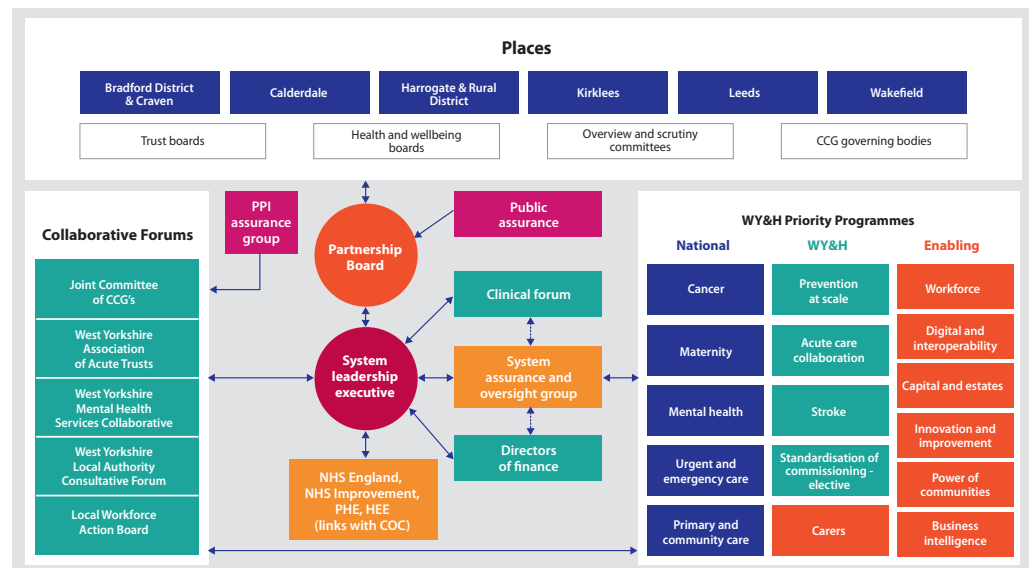 Places
Bradford District
& Craven
Calderdale
Harrogate & Rural
District
Kirklees
Leeds
Wakefield
Trust boards
Health and wellbeing
boards
Overview and scrutiny
committees
CCG governing bodies
Collaborative Forums
Joint Committee
of CCG's
West Yorkshire
Association
of Acute Trusts
West Yorkshire
Mental Health
Services Collaborative
West Yorkshire
Local Authority
Consultative Forum
Local Workforce
Action Board
PPI
assurance
group
Partnership
Board
Public
assurance
Clinical forum
System
leadership
executive
System
assurance and
oversight group
Directors
of finance
NHS England,
NHS Improvement,
PHE, HEE
(links with COC)
WY&H Priority Programmes
National
Cancer
Maternity
Mental health
Urgent and
emergency care
Primary and
community care
WY&H
Prevention
at scale
Acute care
collaboration
Stroke
Standardisation of
commissioning -
elective
Carers
Enabling
Workforce
Digital and
interoperability
Capital and estates
Innovation and
improvement
Power of
communities
Business
intelligence